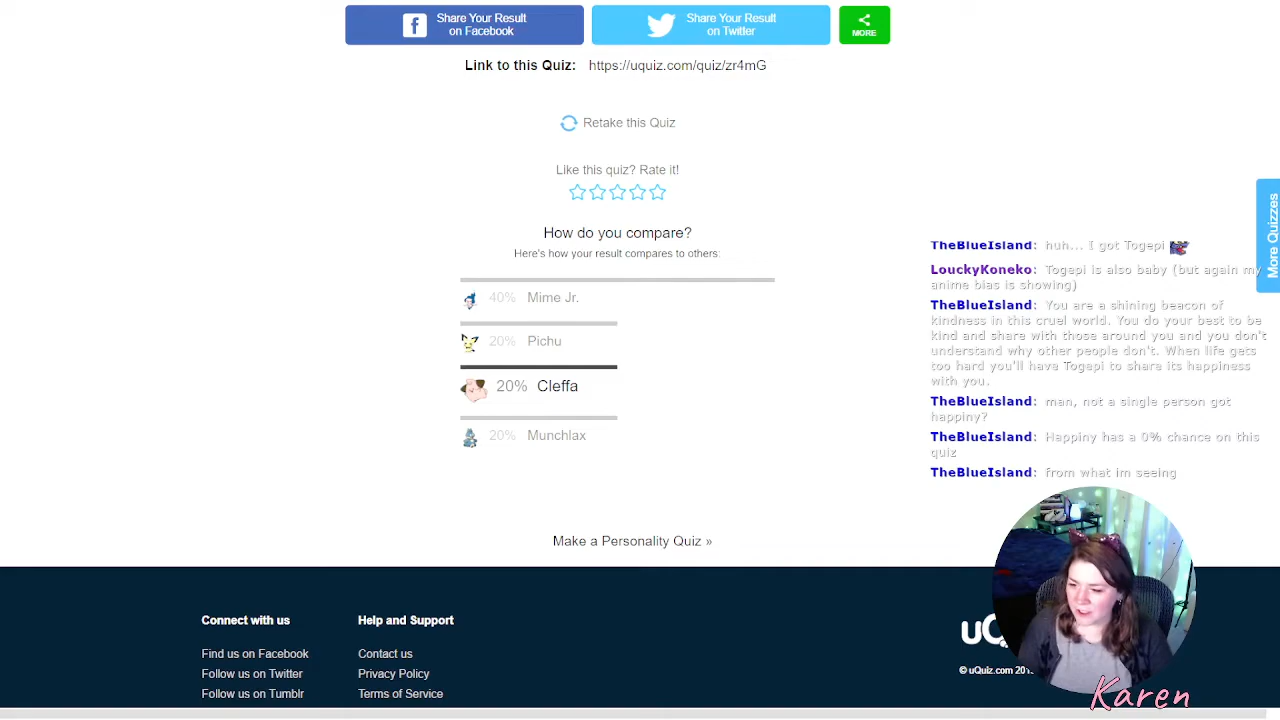 Share Your Result
on Facebook
Share Your Result
on Twitter
MORE
Link to this Quiz: https://uquiz.com/quiz/zr4mG
Retake this Quiz
Like this quiz? Rate it!
How do you compare?
Here's how your result compares to others:
40% Mime Jr.
20% Pichu
20% Cleffa
20% Munchlax
Make a Personality Quiz »
More Quizzes
TheBlueIsland: huh... I got Togepi
LouckyKoneko: Togepi is also baby (but again my
anime bias is showing)
TheBlueIsland: You are a shining beacon of
kindness in this cruel world. You do your best to be
kind and share with those around you and you don't
understand why other people don't. When life gets
too hard you'll have Togepi to share its happiness
with you.
TheBlueIsland: man, not a single person got
happiny?
TheBlueIsland: Happiny has a 0% chance on this
quiz
TheBlueIsland: from what im seeing
Connect with us
Find us on Facebook
Follow us on Twitter
Follow us on Tumblr
Help and Support
Contact us
Privacy Policy
Terms of Service
© uQuiz.com
Karen